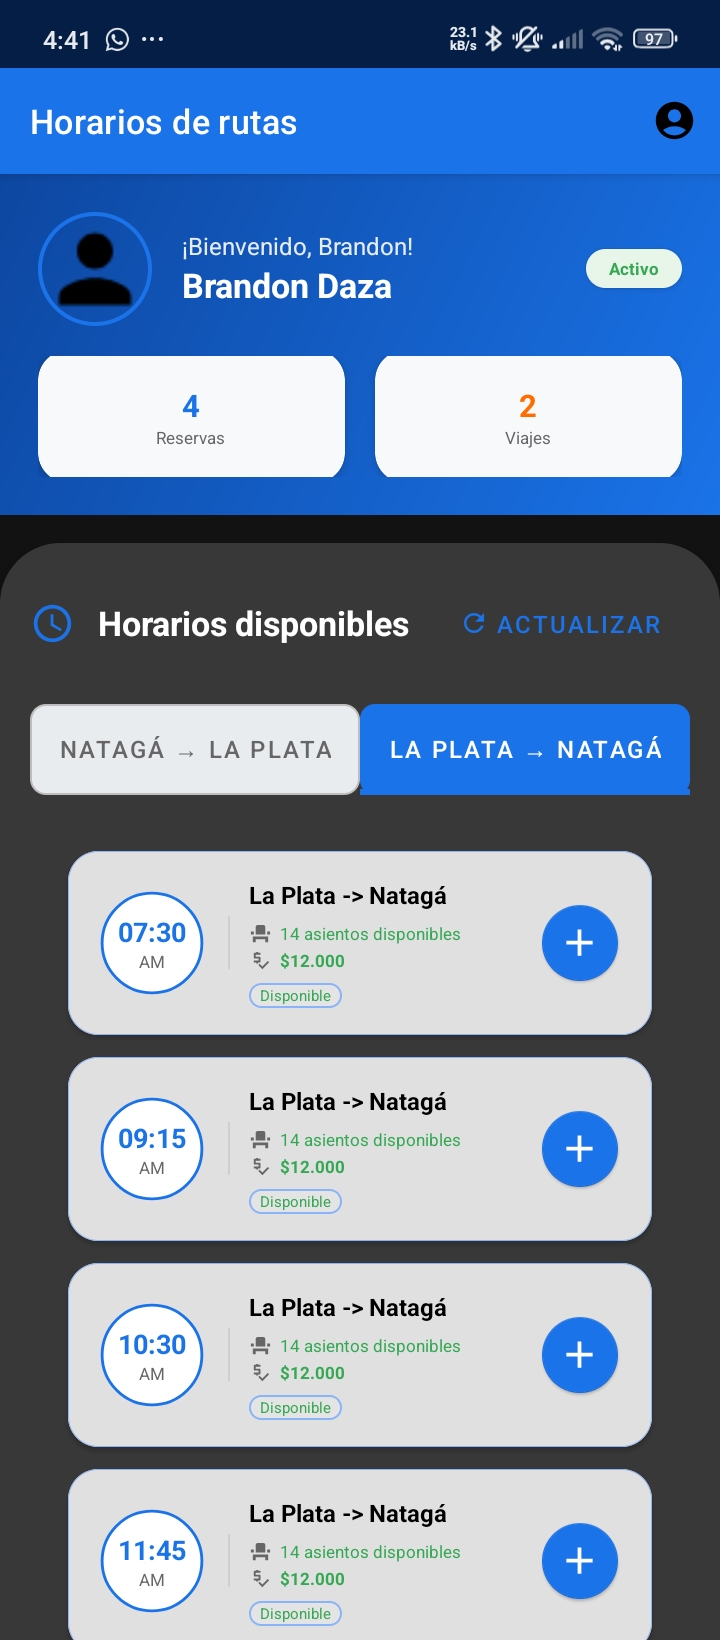 4:41
23.1
kB/s
97
Horarios de rutas
¡Bienvenido, Brandon!
Brandon Daza
Activo
4
Reservas
2
Viajes
Horarios disponibles
ACTUALIZAR
NATAGÁ → LA PLATA
LA PLATA → NATAGÁ
07:30
AM
La Plata -> Natagá
14 asientos disponibles
$12.000
Disponible
09:15
AM
La Plata -> Natagá
14 asientos disponibles
$12.000
Disponible
10:30
AM
La Plata -> Natagá
14 asientos disponibles
$12.000
Disponible
11:45
AM
La Plata -> Natagá
14 asientos disponibles
$12.000
Disponible